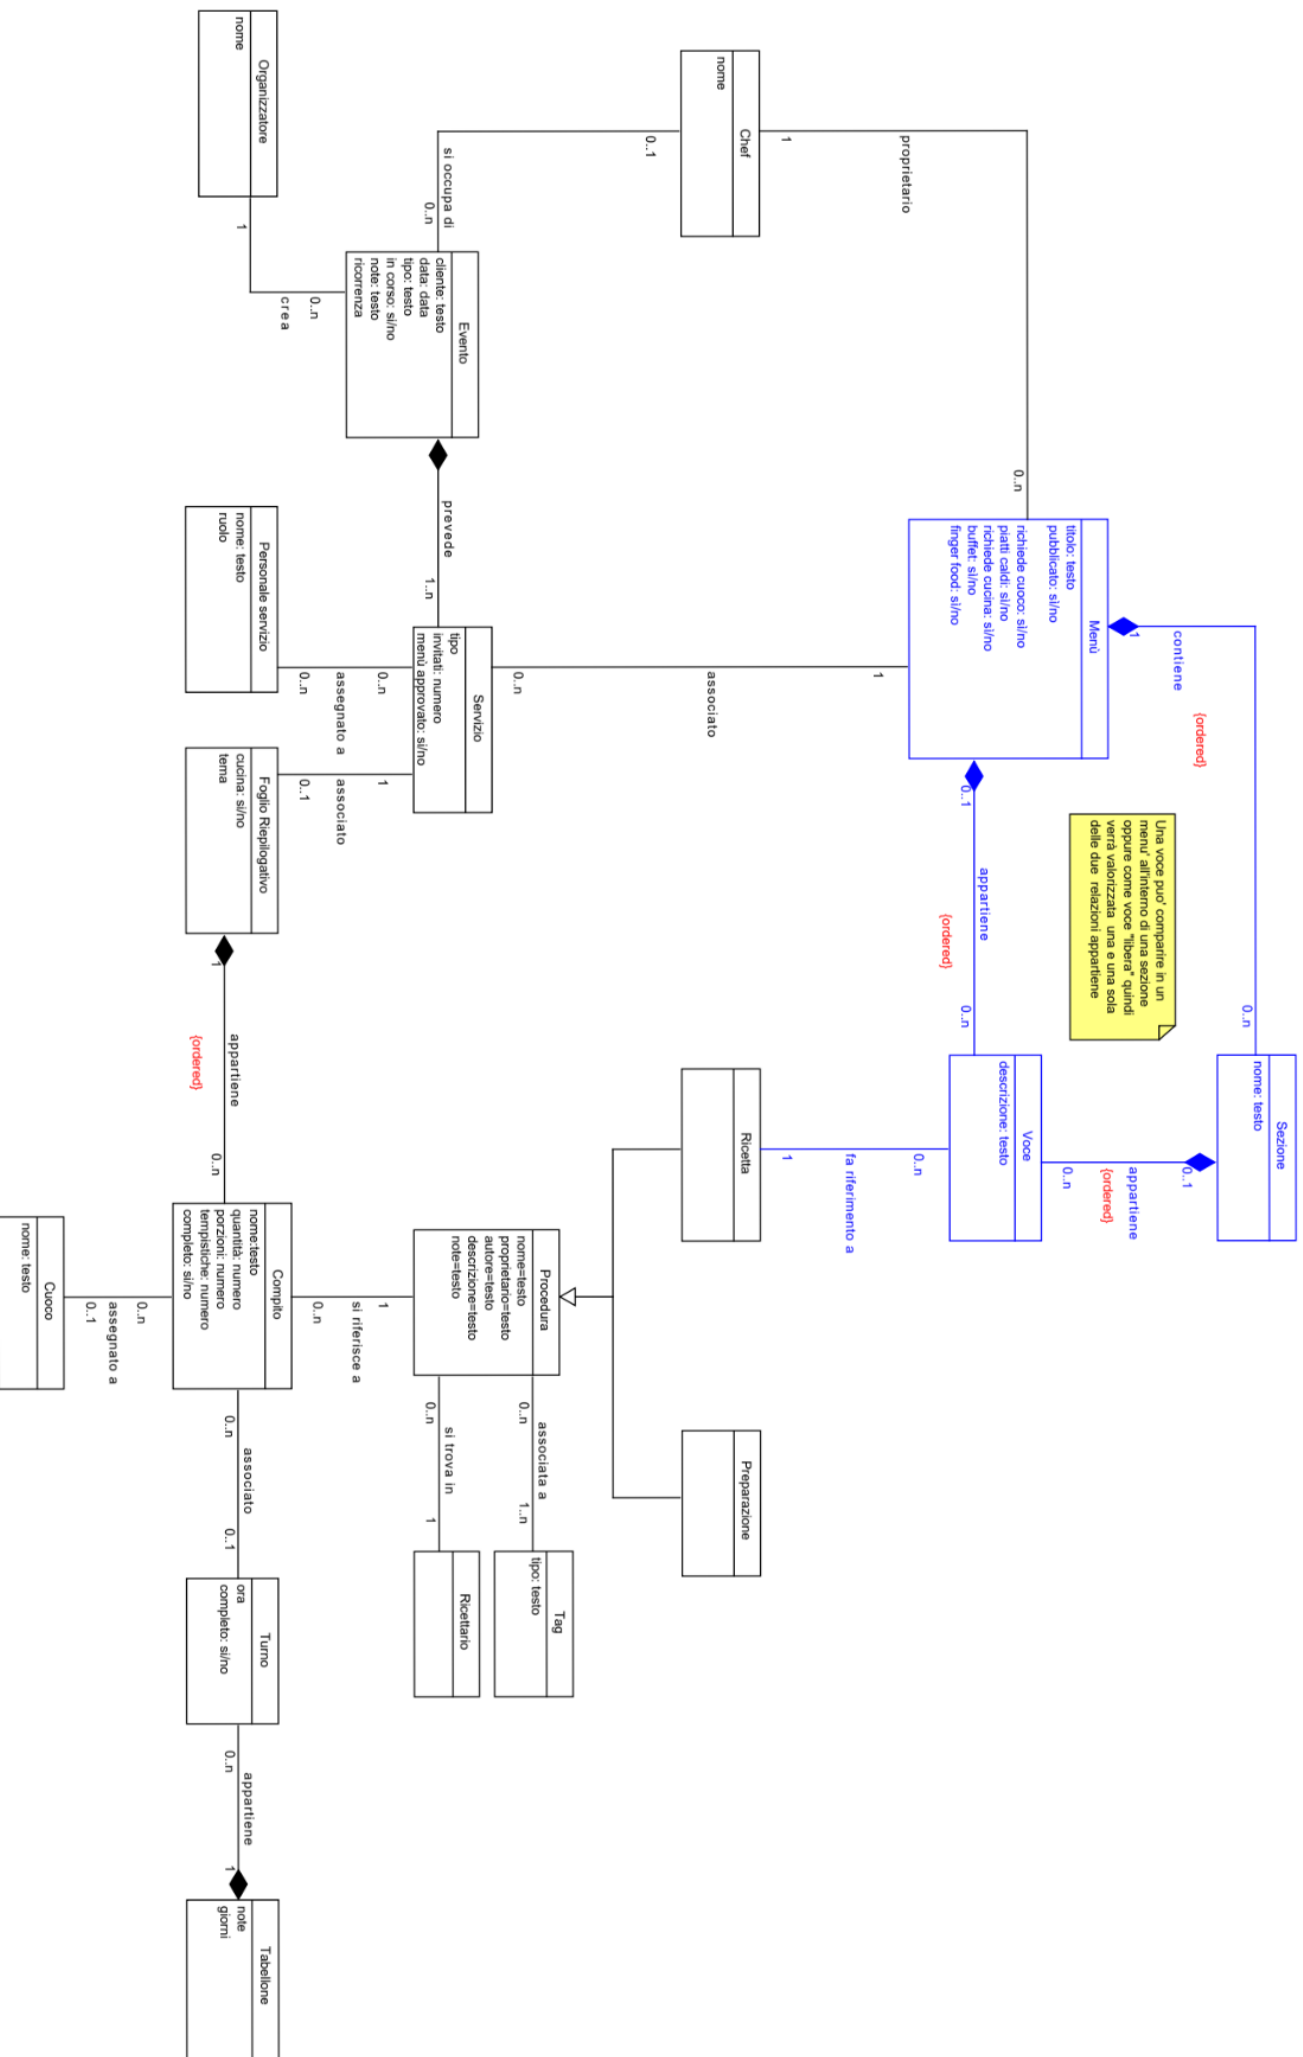 Sezione
nome: testo
0..n
contiene
{ordered}
1
0..1
appartiene
{ordered}
0..n
Una voce puo' comparire in un
menu' all'interno di una sezione
oppure come voce "libera" quindi
verrà valorizzata una e una sola
delle due relazioni appartiene
Menù
titolo: testo
pubblicato: sì/no
richiede cuoco: sì/no
piatti caldi: sì/no
richiede cucina: sì/no
buffet: sì/no
finger food: sì/no
0..1
appartiene
{ordered}
0..n
Voce
descrizione: testo
0..n
fa riferimento a
1
0..n
proprietario
1
Chef
nome
0..1
si occupa di
0..n
1
associato
0..n
Ricetta
Preparazione
Evento
cliente: testo
data: data
tipo: testo
in corso: si/no
note: testo
ricorrenza
prevede
1..n
Servizio
tipo
invitati: numero
menù approvato: si/no
Procedura
nome=testo
proprietario=testo
autore=testo
descrizione=testo
note=testo
0..n
associata a
1..n
Tag
tipo: testo
0..n
si trova in
1
Ricettario
0..n
crea
1
Organizzatore
nome
0..n
assegnato a
0..n
1
associato
0..1
1
si riferisce a
0..n
Personale servizio
nome: testo
ruolo
Foglio Riepilogativo
cucina: si/no
tema
1
appartiene
{ordered}
0..n
Compito
nome:testo
quantità: numero
porzioni: numero
tempistiche: numero
completo: si/no
0..n
associato
0..1
Turno
ora
completo: si/no
0..n
appartiene
1
Tabellone
note
giorni
0..n
assegnato a
0..1
Cuoco
nome: testo